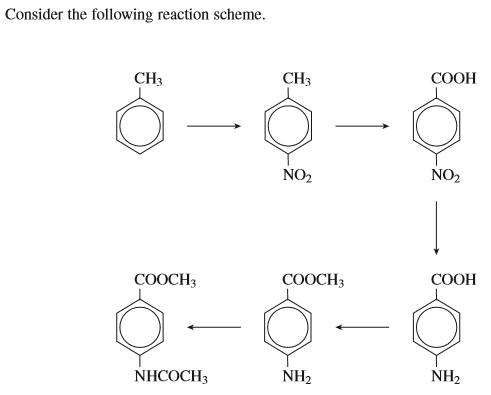 Consider the following reaction scheme.
CH₃ CH₃ COOH
NO₂ NO₂
COOCH₃ COOCH₃ COOH
NHCOCH₃ NH₂ NH₂